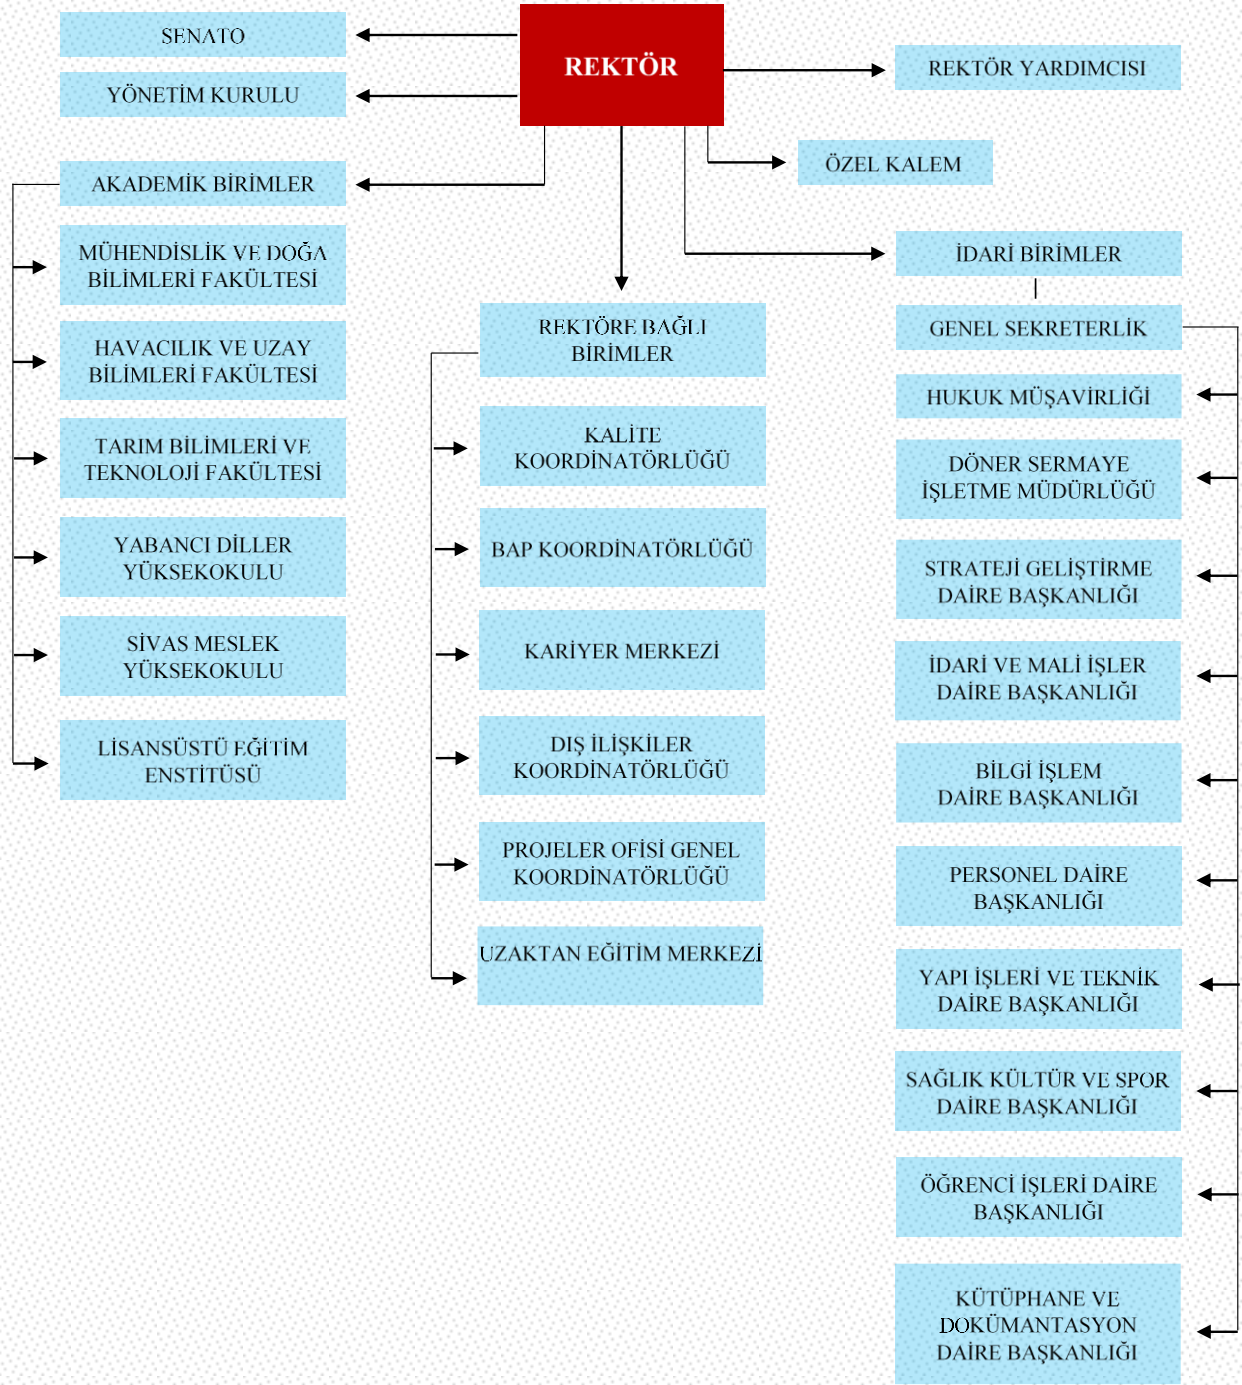 SENATO
YÖNETİM KURULU
REKTÖR
REKTÖR YARDIMCISI
ÖZEL KALEM
AKADEMİK BİRİMLER
MÜHENDİSLİK VE DOĞA
BİLİMLERİ FAKÜLTESİ
HAVACILIK VE UZAY
BİLİMLERİ FAKÜLTESİ
TARIM BİLİMLERİ VE
TEKNOLOJİ FAKÜLTESİ
YABANCI DİLLER
YÜKSEKOKULU
SİVAS MESLEK
YÜKSEKOKULU
LİSANSÜSTÜ EĞİTİM
ENSTİTÜSÜ
REKTÖRE BAĞLI
BİRİMLER
KALİTE
KOORDİNATÖRLÜĞÜ
BAP KOORDİNATÖRLÜĞÜ
KARİYER MERKEZİ
DIŞ İLİŞKİLER
KOORDİNATÖRLÜĞÜ
PROJELER OFİSİ GENEL
KOORDİNATÖRLÜĞÜ
UZAKTAN EĞİTİM MERKEZİ
İDARİ BİRİMLER
GENEL SEKRETERLİK
HUKUK MÜŞAVİRLİĞİ
DÖNER SERMAYE
İŞLETME MÜDÜRLÜĞÜ
STRATEJİ GELİŞTİRME
DAİRE BAŞKANLIĞI
İDARİ VE MALİ İŞLER
DAİRE BAŞKANLIĞI
BİLGİ İŞLEM
DAİRE BAŞKANLIĞI
PERSONEL DAİRE
BAŞKANLIĞI
YAPI İŞLERİ VE TEKNİK
DAİRE BAŞKANLIĞI
SAĞLIK KÜLTÜR VE SPOR
DAİRE BAŞKANLIĞI
ÖĞRENCİ İŞLERİ DAİRE
BAŞKANLIĞI
KÜTÜPHANE VE
DOKÜMANTASYON
DAİRE BAŞKANLIĞI